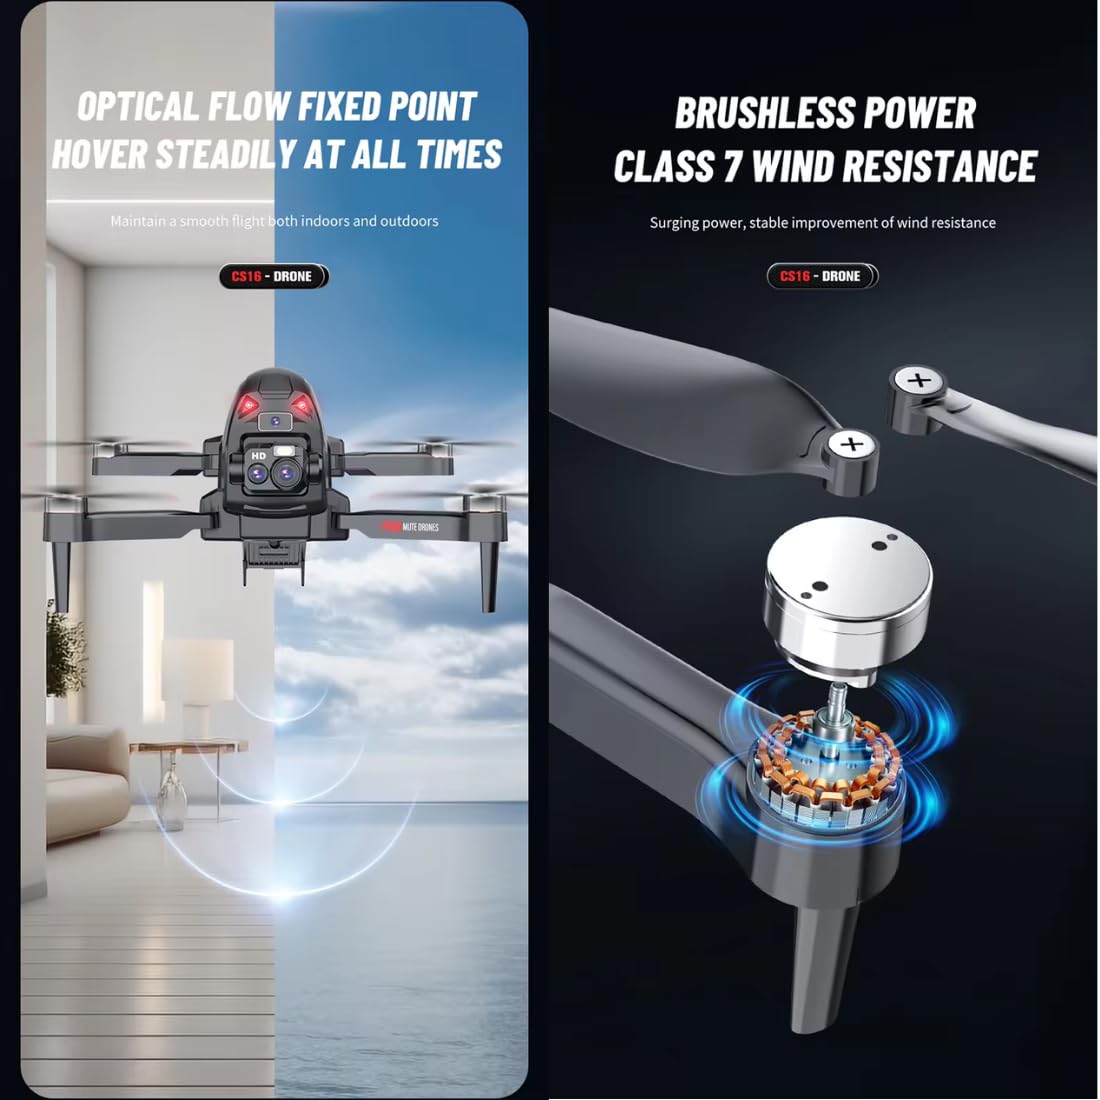 OPTICAL FLOW FIXED POINT
HOVER STEADILY AT ALL TIMES
Maintain a smooth flight both indoors and outdoors
CS16 - DRONE
HD
MUTE DRONES
BRUSHLESS POWER
CLASS 7 WIND RESISTANCE
Surging power, stable improvement of wind resistance
CS16 - DRONE